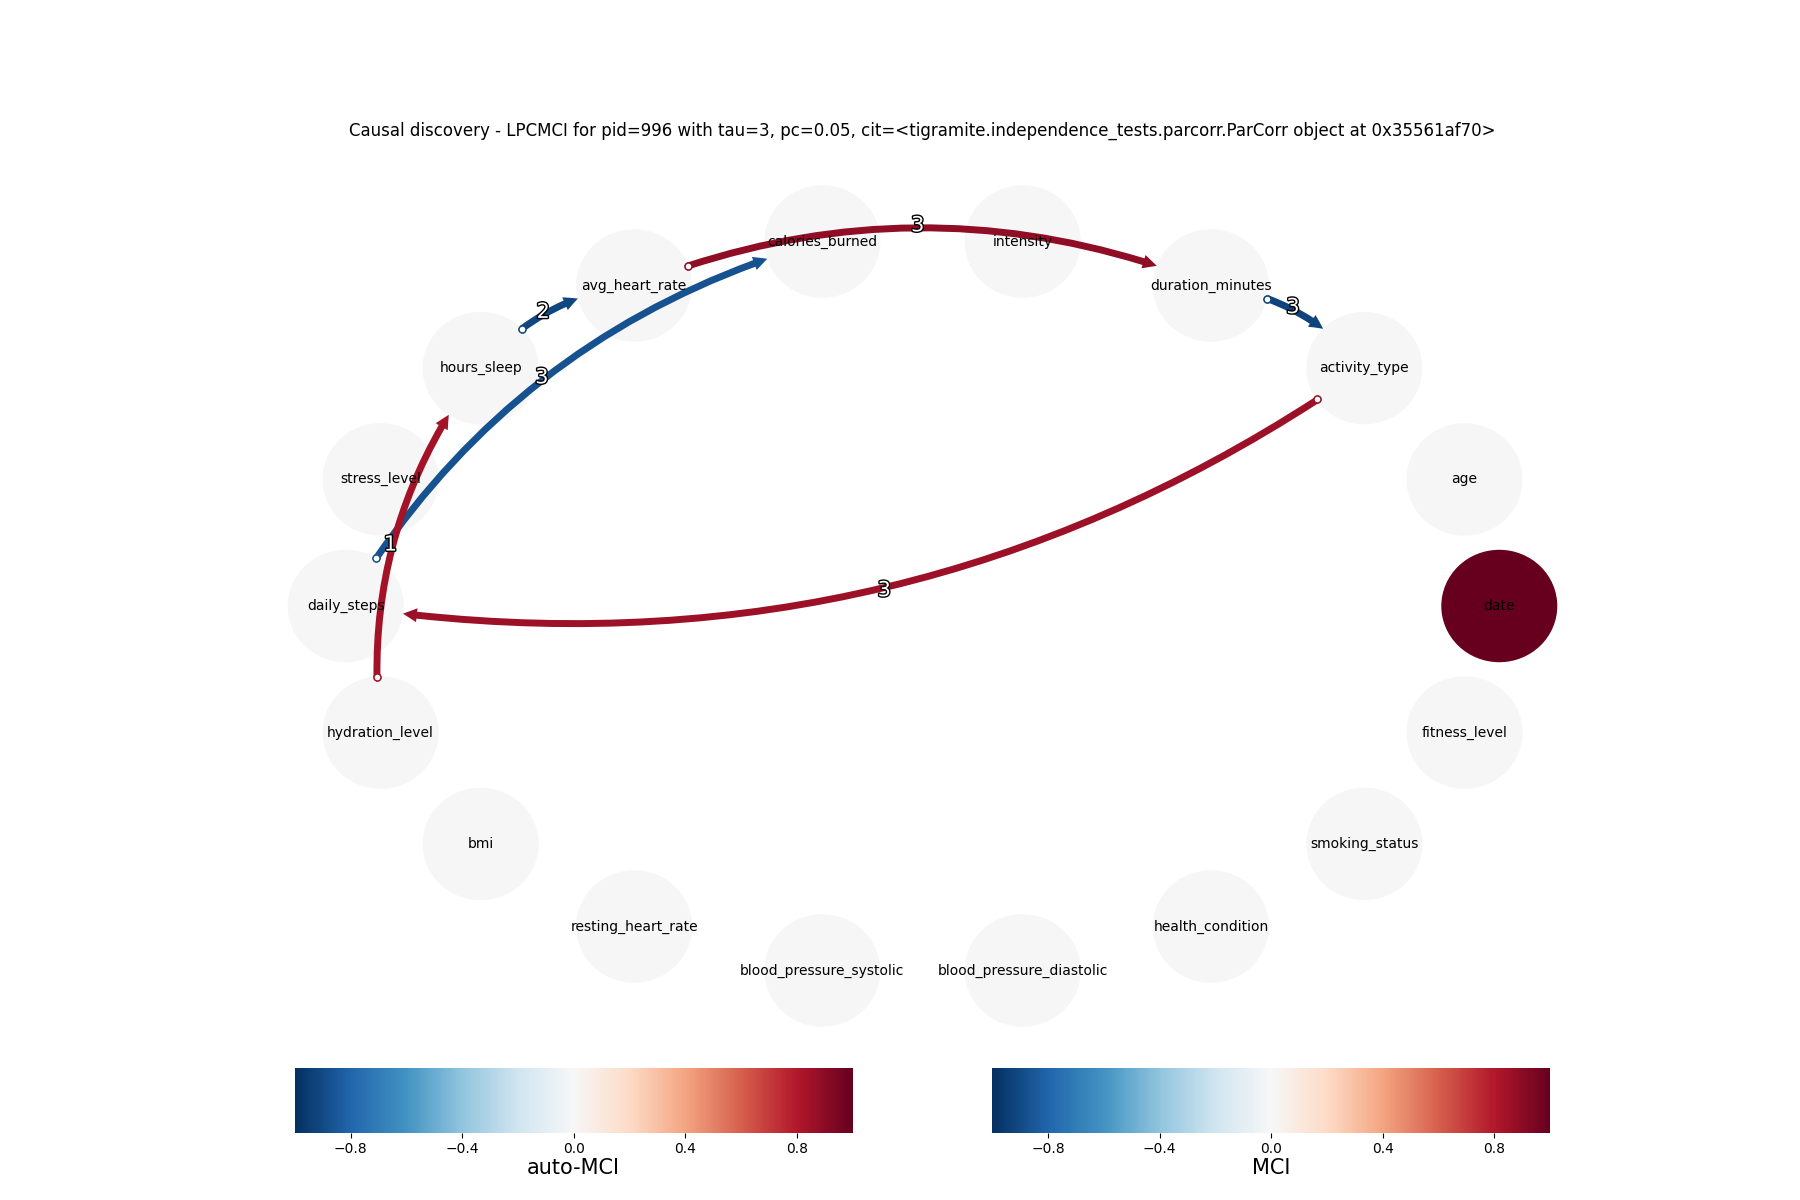 Causal discovery - LPCMCI for pid=996 with tau=3, pc=0.05, cit=<tigramite.independence_tests.parcorr.ParCorr object at 0x35561af70>
3
calories_burned
intensity
avg_heart_rate
duration_minutes
2
3
hours_sleep
3
activity_type
stress_level
age
1
daily_steps
3
date
hydration_level
fitness_level
bmi
smoking_status
resting_heart_rate
health_condition
blood_pressure_systolic
blood_pressure_diastolic
−0.8 −0.4 0.0 0.4 0.8
auto-MCI
−0.8 −0.4 0.0 0.4 0.8
MCI